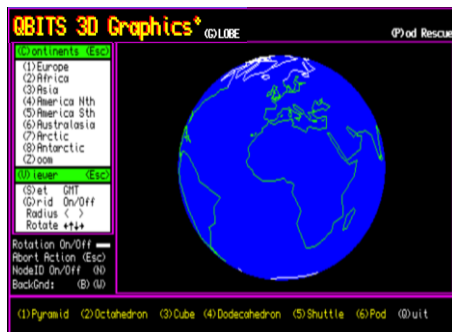 QBITS 3D Graphics* (G)LOBE (P)od Rescue
(C)ontinents (Esc)
(1)Europe
(2)Africa
(3)Asia
(4)America Nth
(5)America Sth
(6)Australasia
(7)Arctic
(8)Antarctic
(Z)oom
(V)iewer (Esc)
(S)et GMT
(G)rid On/Off
Radius < >
Rotate ←↑↓→
Rotation On/Off
Abort Action (Esc)
NodeID On/Off (N)
BackGnd: (B)(W)
(1)Pyramid (2)Octahedron (3)Cube (4)Dodecahedron (5)Shuttle (6)Pod (Q)uit